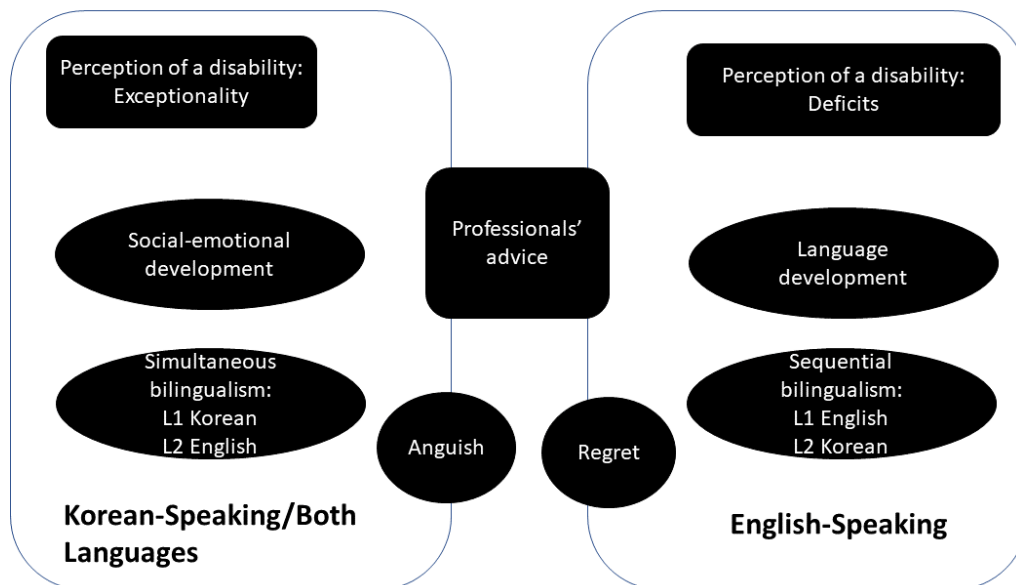 Perception of a disability:
Exceptionality
Social-emotional
development
Simultaneous
bilingualism:
L1 Korean
L2 English
Korean-Speaking/Both
Languages
Professionals’
advice
Anguish
Regret
Perception of a disability:
Deficits
Language
development
Sequential
bilingualism:
L1 English
L2 Korean
English-Speaking